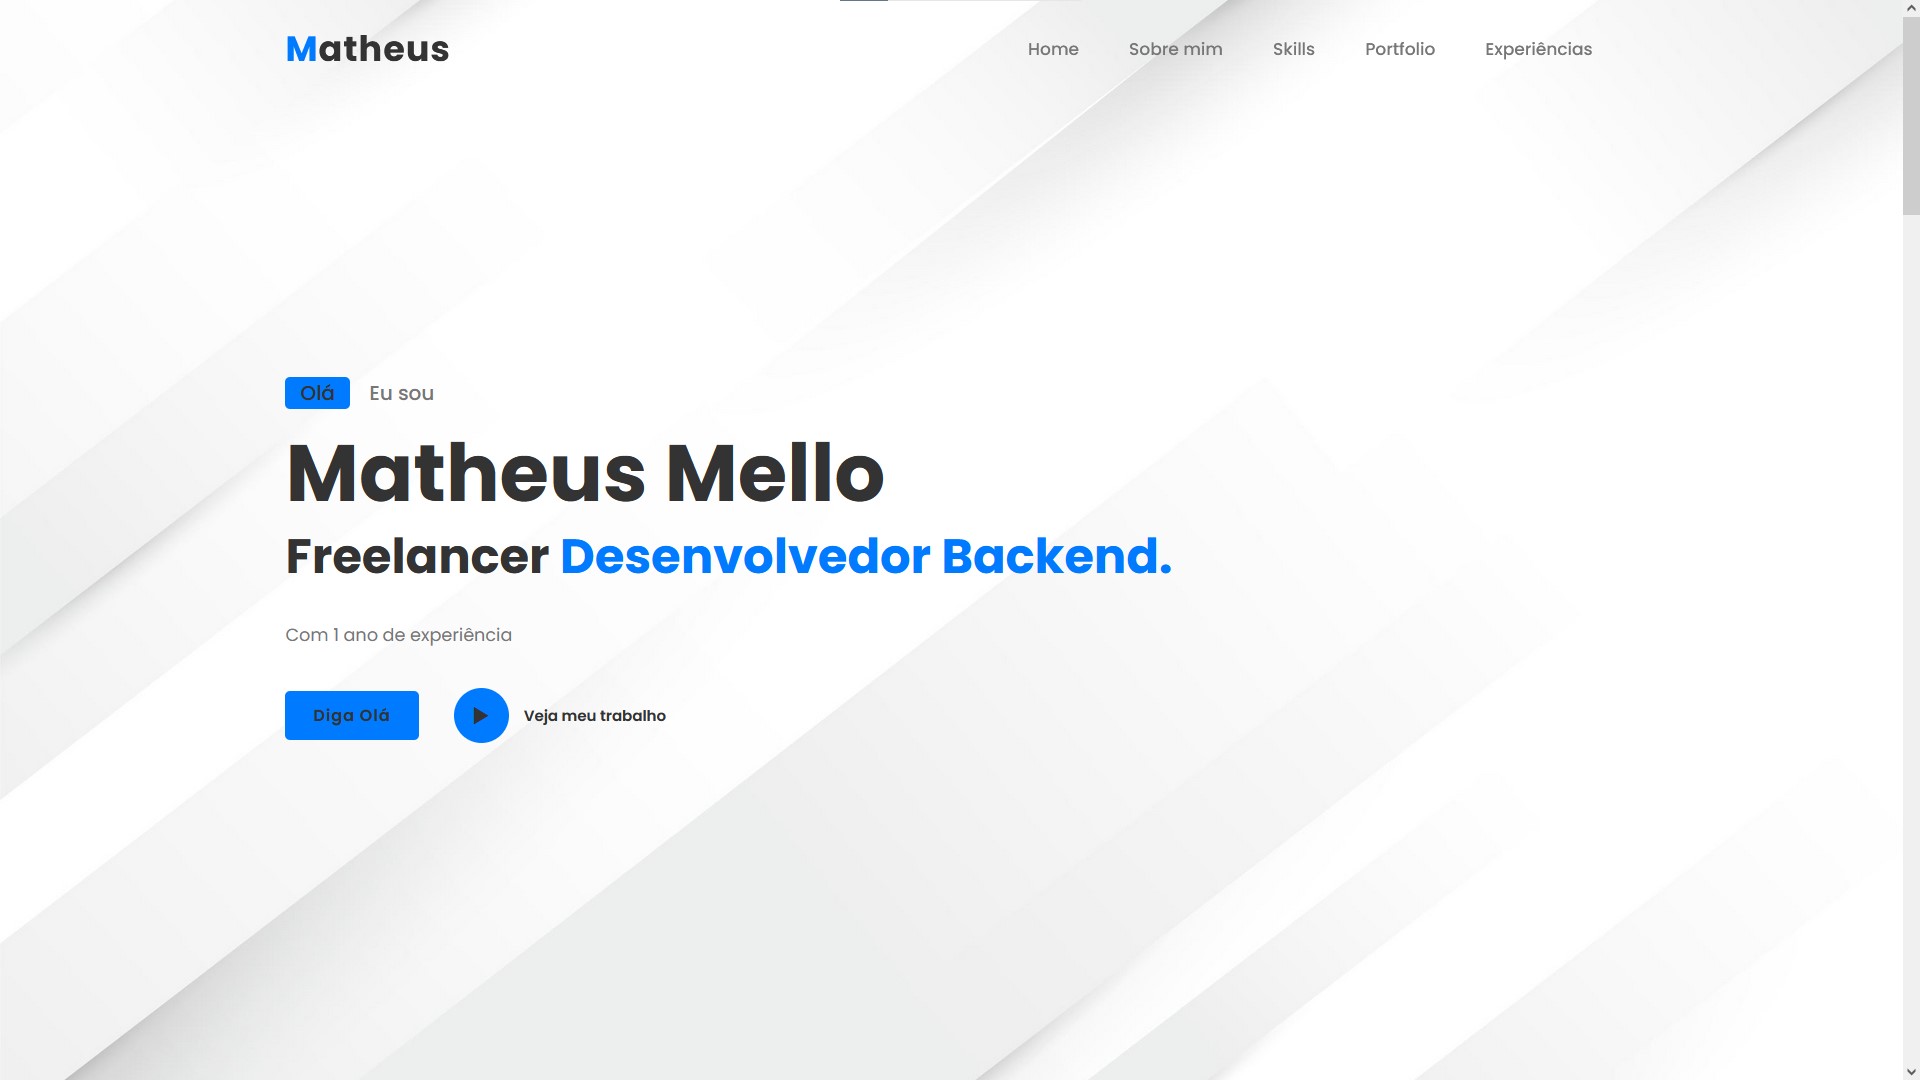 Matheus
Home Sobre mim Skills Portfolio Experiências
Olá Eu sou
Matheus Mello
Freelancer Desenvolvedor Backend.
Com 1 ano de experiência
Diga Olá Veja meu trabalho